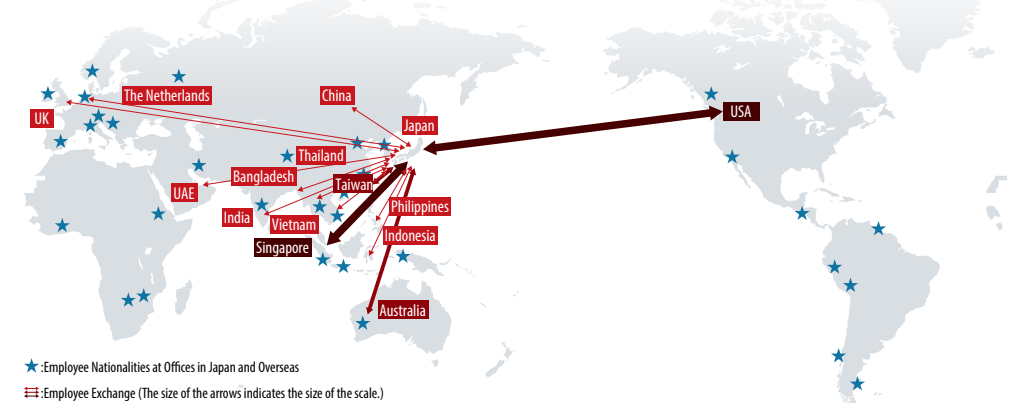 The Netherlands
China
USA
UK
Japan
Thailand
Bangladesh
Taiwan
UAE
India
Vietnam
Philippines
Indonesia
Singapore
Australia
★:Employee Nationalities at Offices in Japan and Overseas
:Employee Exchange (The size of the arrows indicates the size of the scale.)